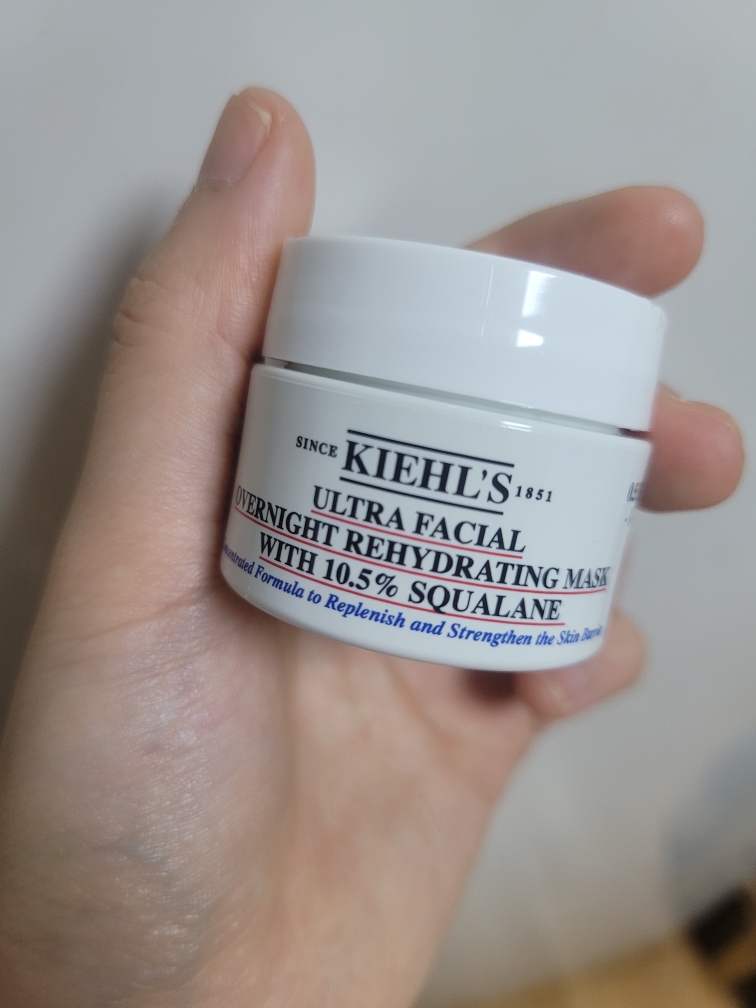 SINCE KIEHL'S 1851
ULTRA FACIAL
OVERNIGHT REHYDRATING MASK
WITH 10.5% SQUALANE
Formula to Replenish and Strengthen the Skin